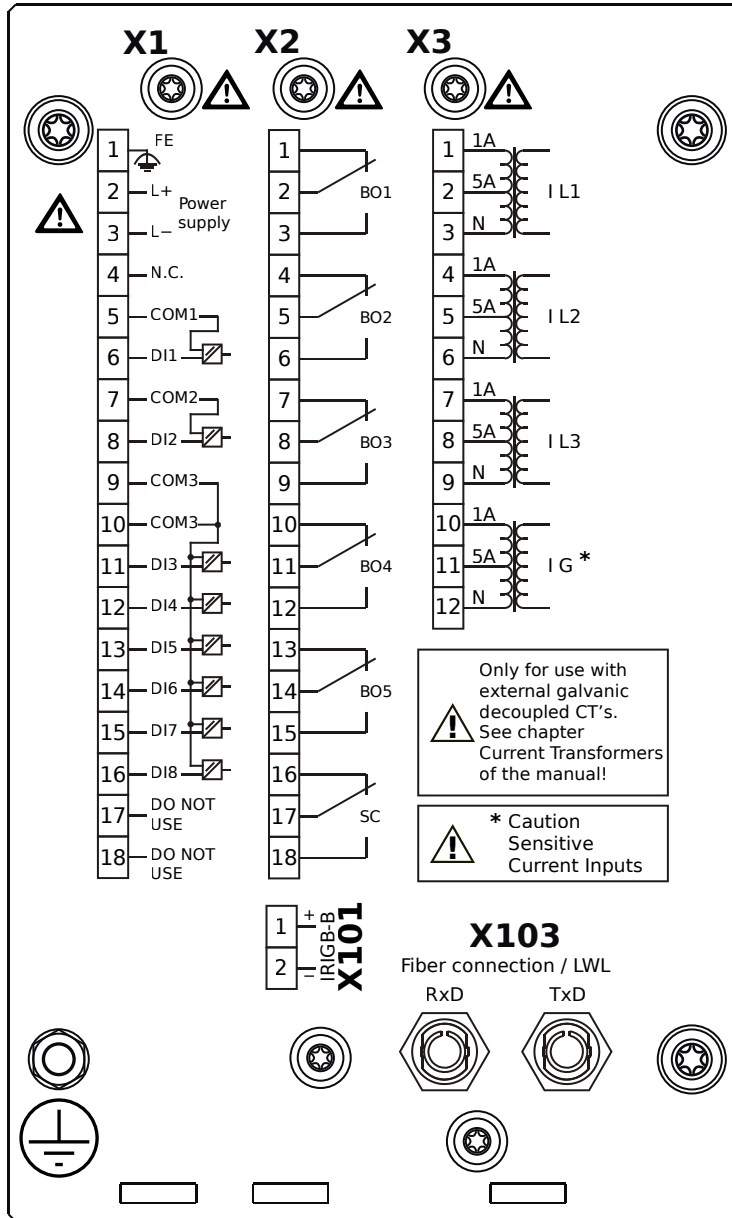 X1
X2
X3
1 FE
2 L+
Power
supply
3 L−
4 N.C.
5 COM1
6 DI1
7 COM2
8 DI2
9 COM3
10 COM3
11 DI3
12 DI4
13 DI5
14 DI6
15 DI7
16 DI8
17 DO NOT
USE
18 DO NOT
USE
1
2 BO1
3
4
5 BO2
6
7
8 BO3
9
10
11 BO4
12
13
14 BO5
15
16
17 SC
18
1 1A
2 5A I L1
3 N
4 1A
5 5A I L2
6 N
7 1A
8 5A I L3
9 N
10 1A
11 5A I G *
12 N
! Only for use with
external galvanic
decoupled CT's.
See chapter
Current Transformers
of the manual!
! * Caution
Sensitive
Current Inputs
1 +
2 −
IRIGB-B
X101
X103
Fiber connection / LWL
RxD TxD